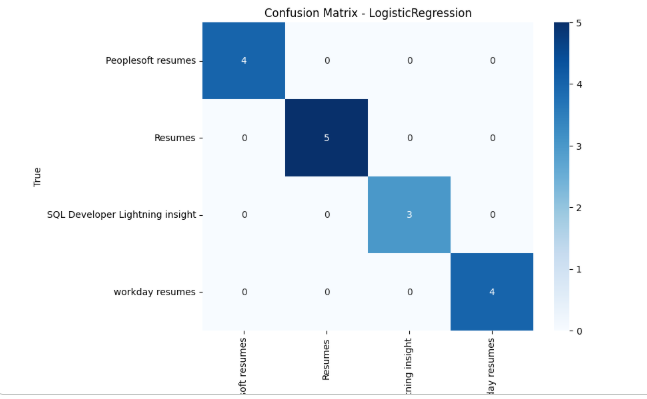 Confusion Matrix - LogisticRegression
5
Peoplesoft resumes
4 0 0 0
4
Resumes
0 5 0 0
3
True
SQL Developer Lightning insight
0 0 3 0
2
workday resumes
0 0 0 4
1
0
soft resumes
Resumes
ning insight
day resumes